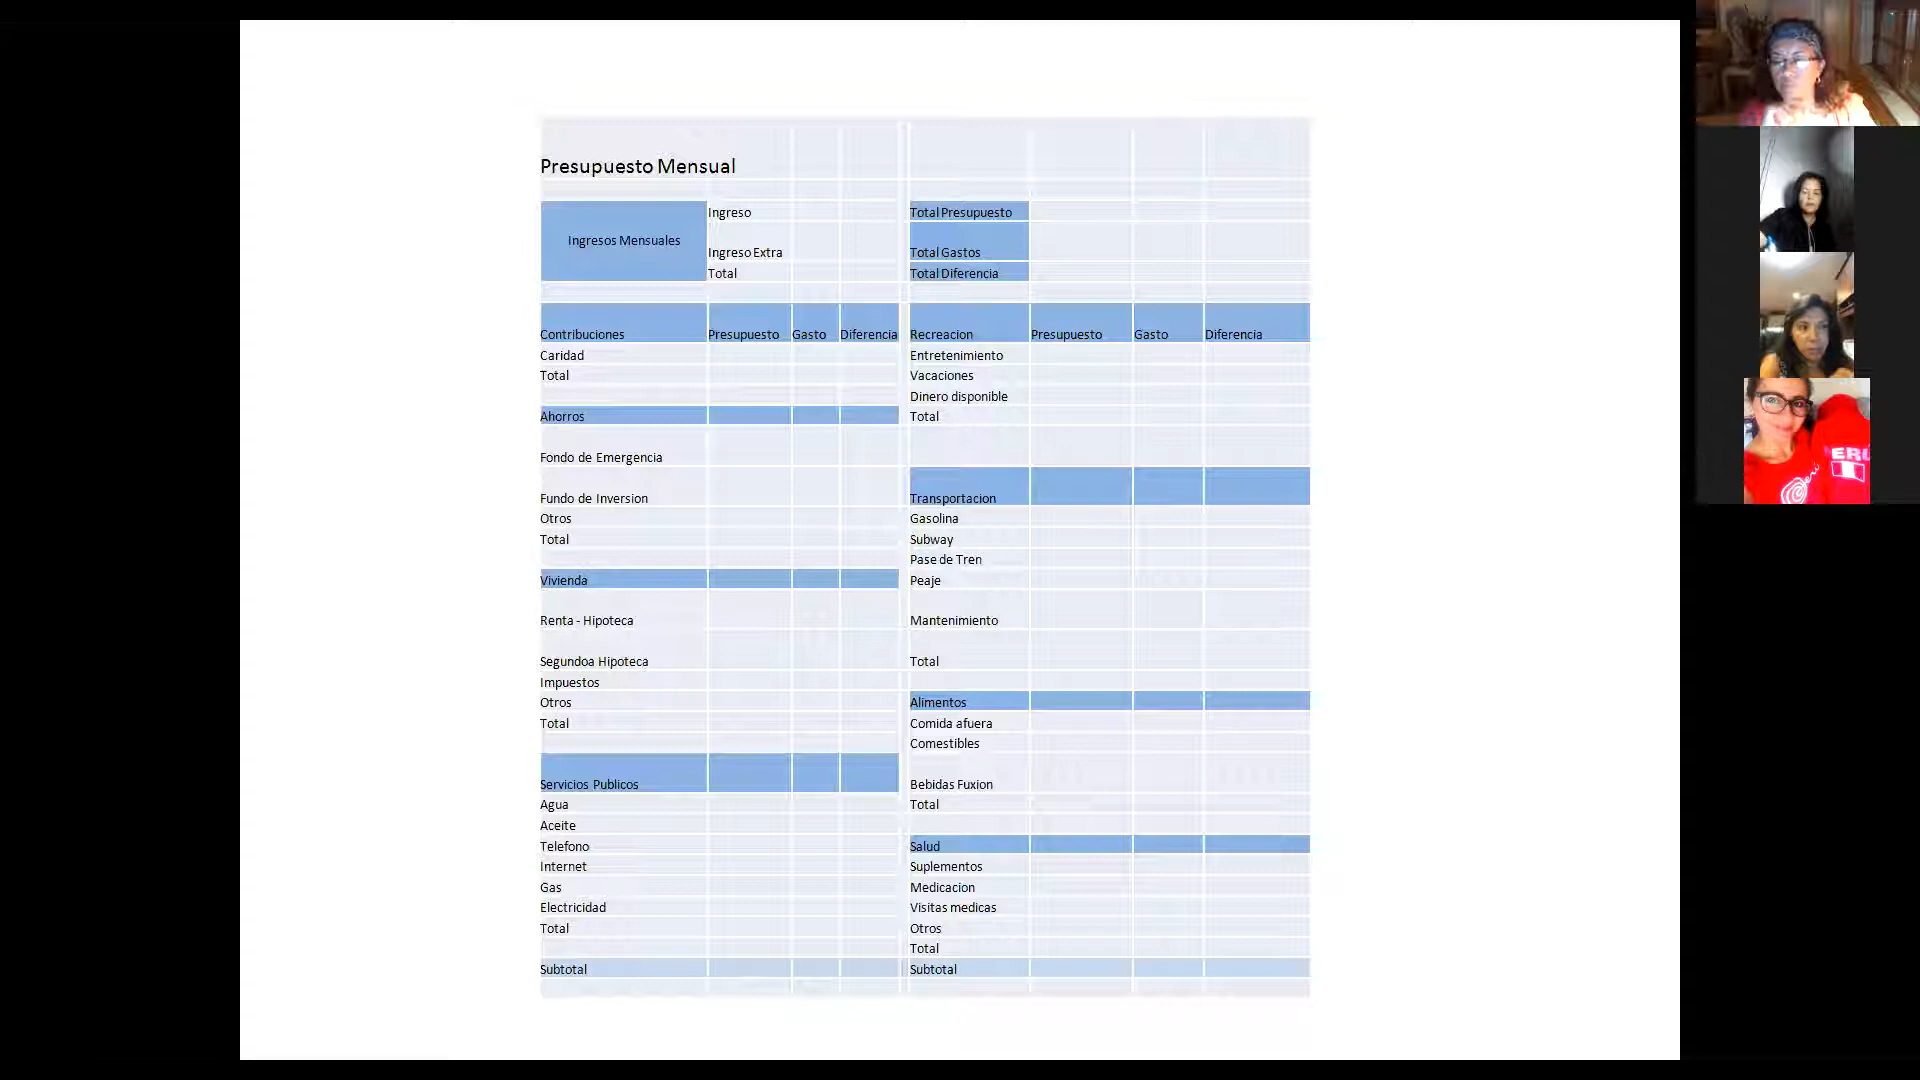 Presupuesto Mensual
Ingresos Mensuales
Ingreso
Ingreso Extra
Total
Total Presupuesto
Total Gastos
Total Diferencia
Contribuciones Presupuesto Gasto Diferencia
Caridad
Total
Ahorros
Fondo de Emergencia
Fundo de Inversion
Otros
Total
Vivienda
Renta - Hipoteca
Segundoa Hipoteca
Impuestos
Otros
Total
Servicios Publicos
Agua
Aceite
Telefono
Internet
Gas
Electricidad
Total
Subtotal
Recreacion Presupuesto Gasto Diferencia
Entretenimiento
Vacaciones
Dinero disponible
Total
Transportacion
Gasolina
Subway
Pase de Tren
Peaje
Mantenimiento
Total
Alimentos
Comida afuera
Comestibles
Bebidas Fuxion
Total
Salud
Suplementos
Medicacion
Visitas medicas
Otros
Total
Subtotal